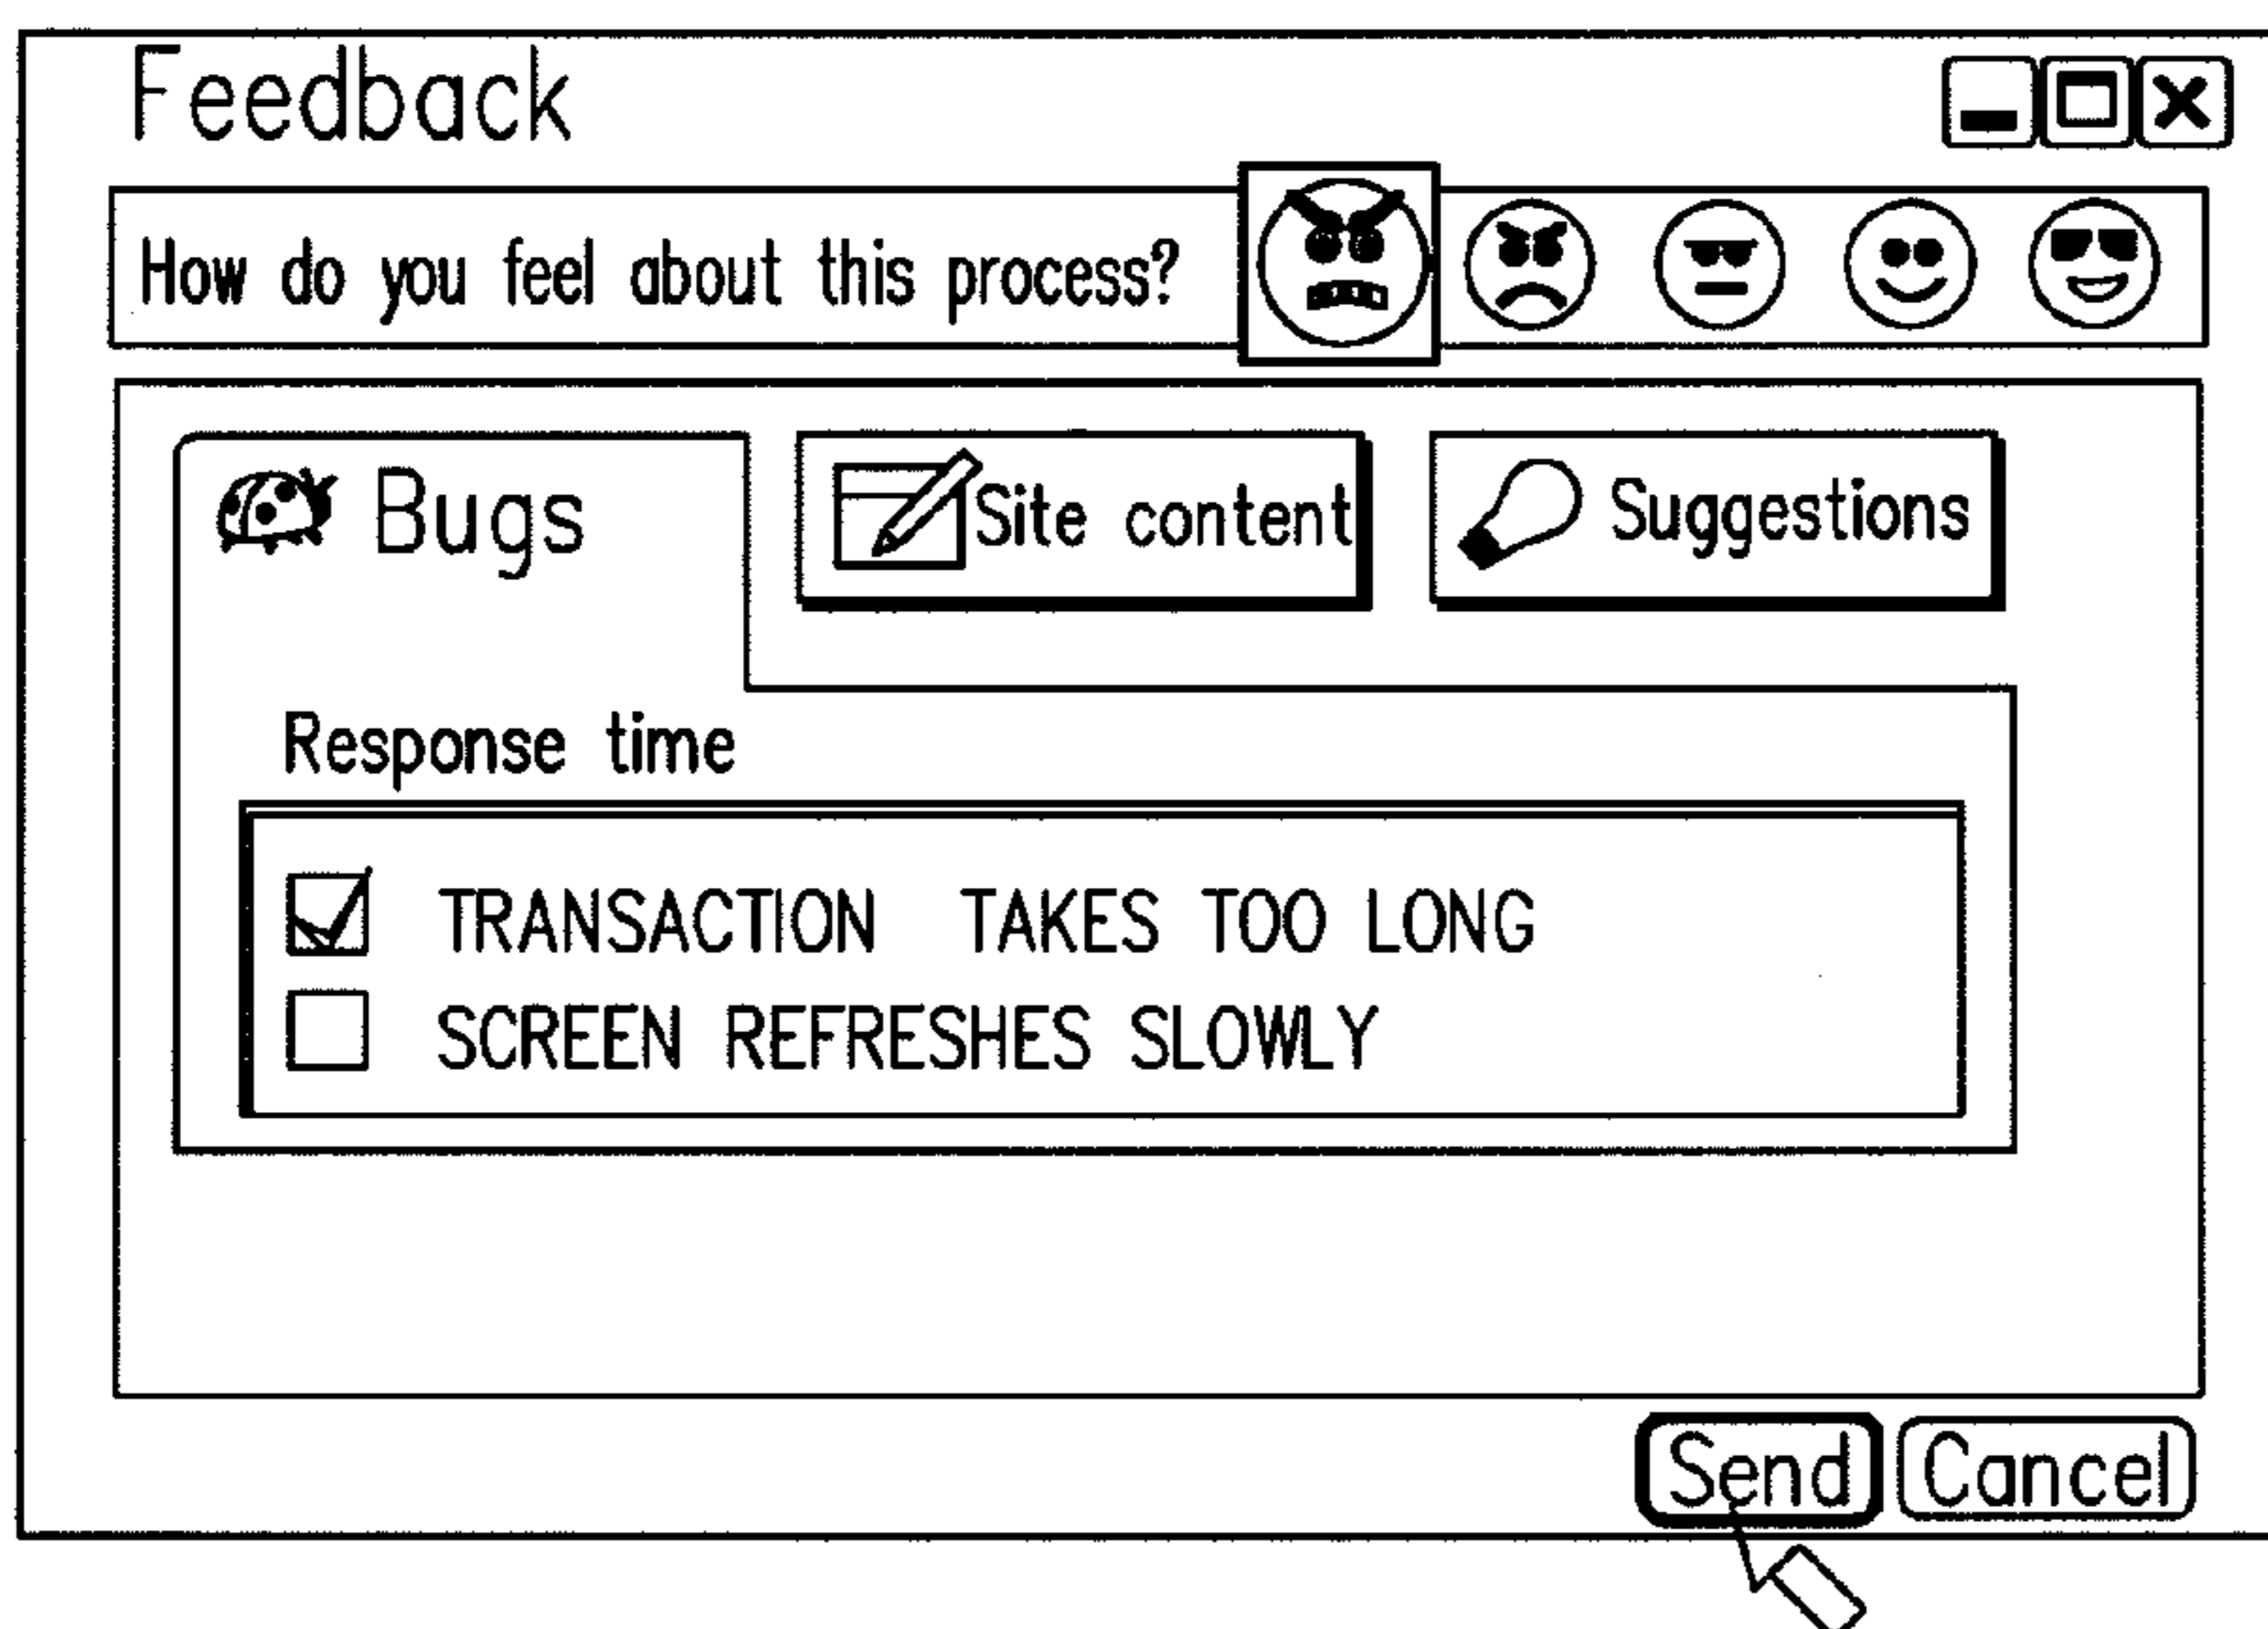 Feedback
How do you feel about this process?
Bugs
Site content
Suggestions
Response time
TRANSACTION TAKES TOO LONG
SCREEN REFRESHES SLOWLY
Send
Cancel